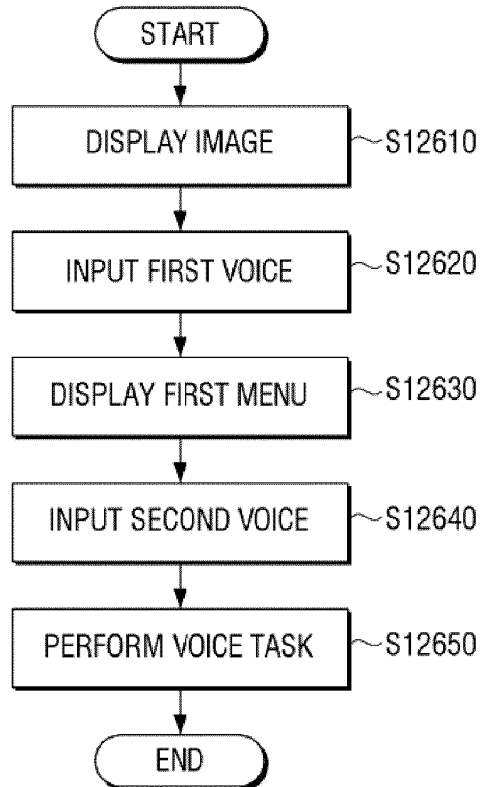 START
DISPLAY IMAGE S12610
INPUT FIRST VOICE S12620
DISPLAY FIRST MENU S12630
INPUT SECOND VOICE S12640
PERFORM VOICE TASK S12650
END